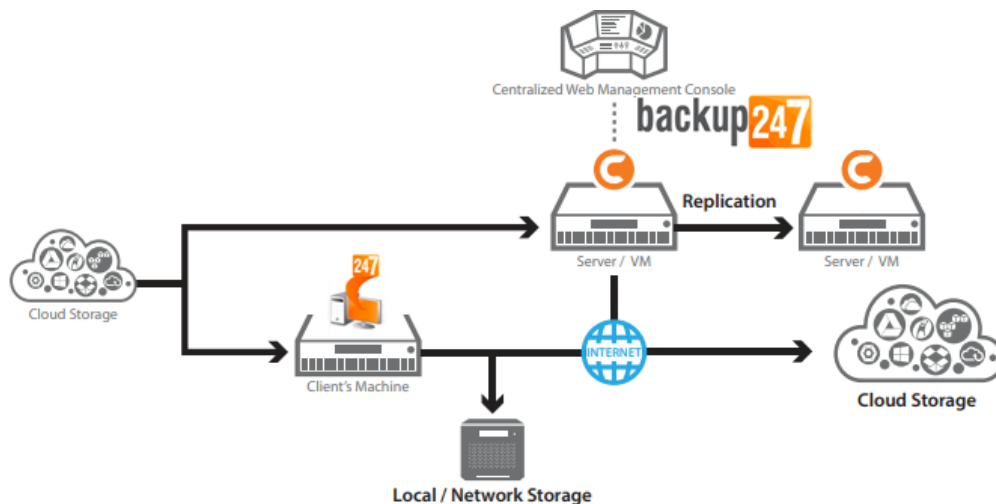 Centralized Web Management Console
backup247
Replication
Server / VM
Server / VM
Cloud Storage
247
Client's Machine
INTERNET
Cloud Storage
Local / Network Storage